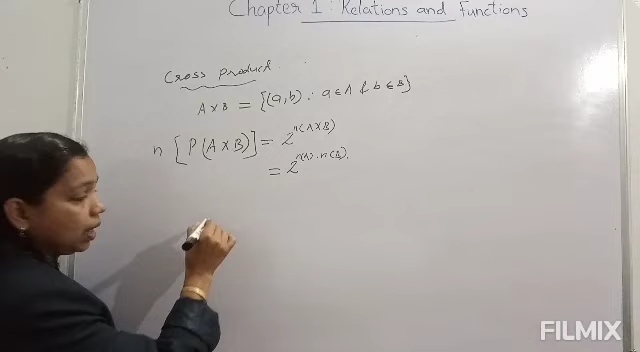 Chapter 1 : Relations and Functions
Cross product
A×B = {(a,b) : a∈A & b∈B}
n [P(A×B)] = 2^n(A×B)
= 2^n(A).n(B).
FILMIX